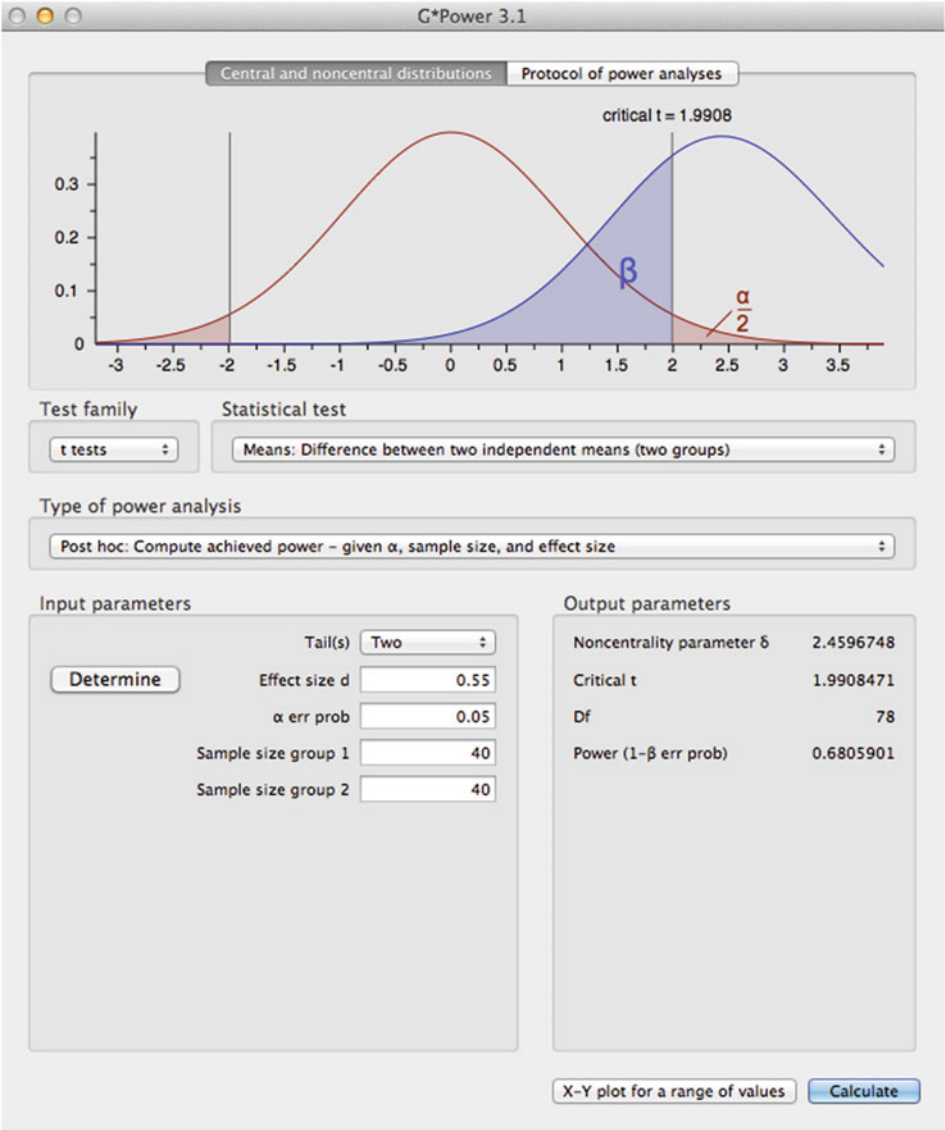 G*Power 3.1
Central and noncentral distributions Protocol of power analyses
critical t = 1.9908
0.3
0.2
β
0.1
α
2
0
-3 -2.5 -2 -1.5 -1 -0.5 0 0.5 1 1.5 2 2.5 3 3.5
Test family Statistical test
t tests Means: Difference between two independent means (two groups)
Type of power analysis
Post hoc: Compute achieved power – given α, sample size, and effect size
Input parameters Output parameters
Tail(s) Two Noncentrality parameter δ 2.4596748
Determine Effect size d 0.55 Critical t 1.9908471
α err prob 0.05 Df 78
Sample size group 1 40 Power (1-β err prob) 0.6805901
Sample size group 2 40
X-Y plot for a range of values Calculate